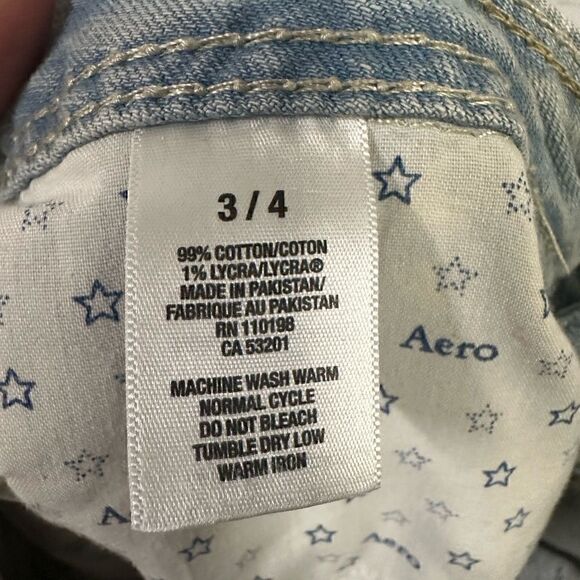 3 / 4
99% COTTON/COTON
1% LYCRA/LYCRA®
MADE IN PAKISTAN/
FABRIQUE AU PAKISTAN
RN 110198
CA 53201
MACHINE WASH WARM
NORMAL CYCLE
DO NOT BLEACH
TUMBLE DRY LOW
WARM IRON
Aero
Aero